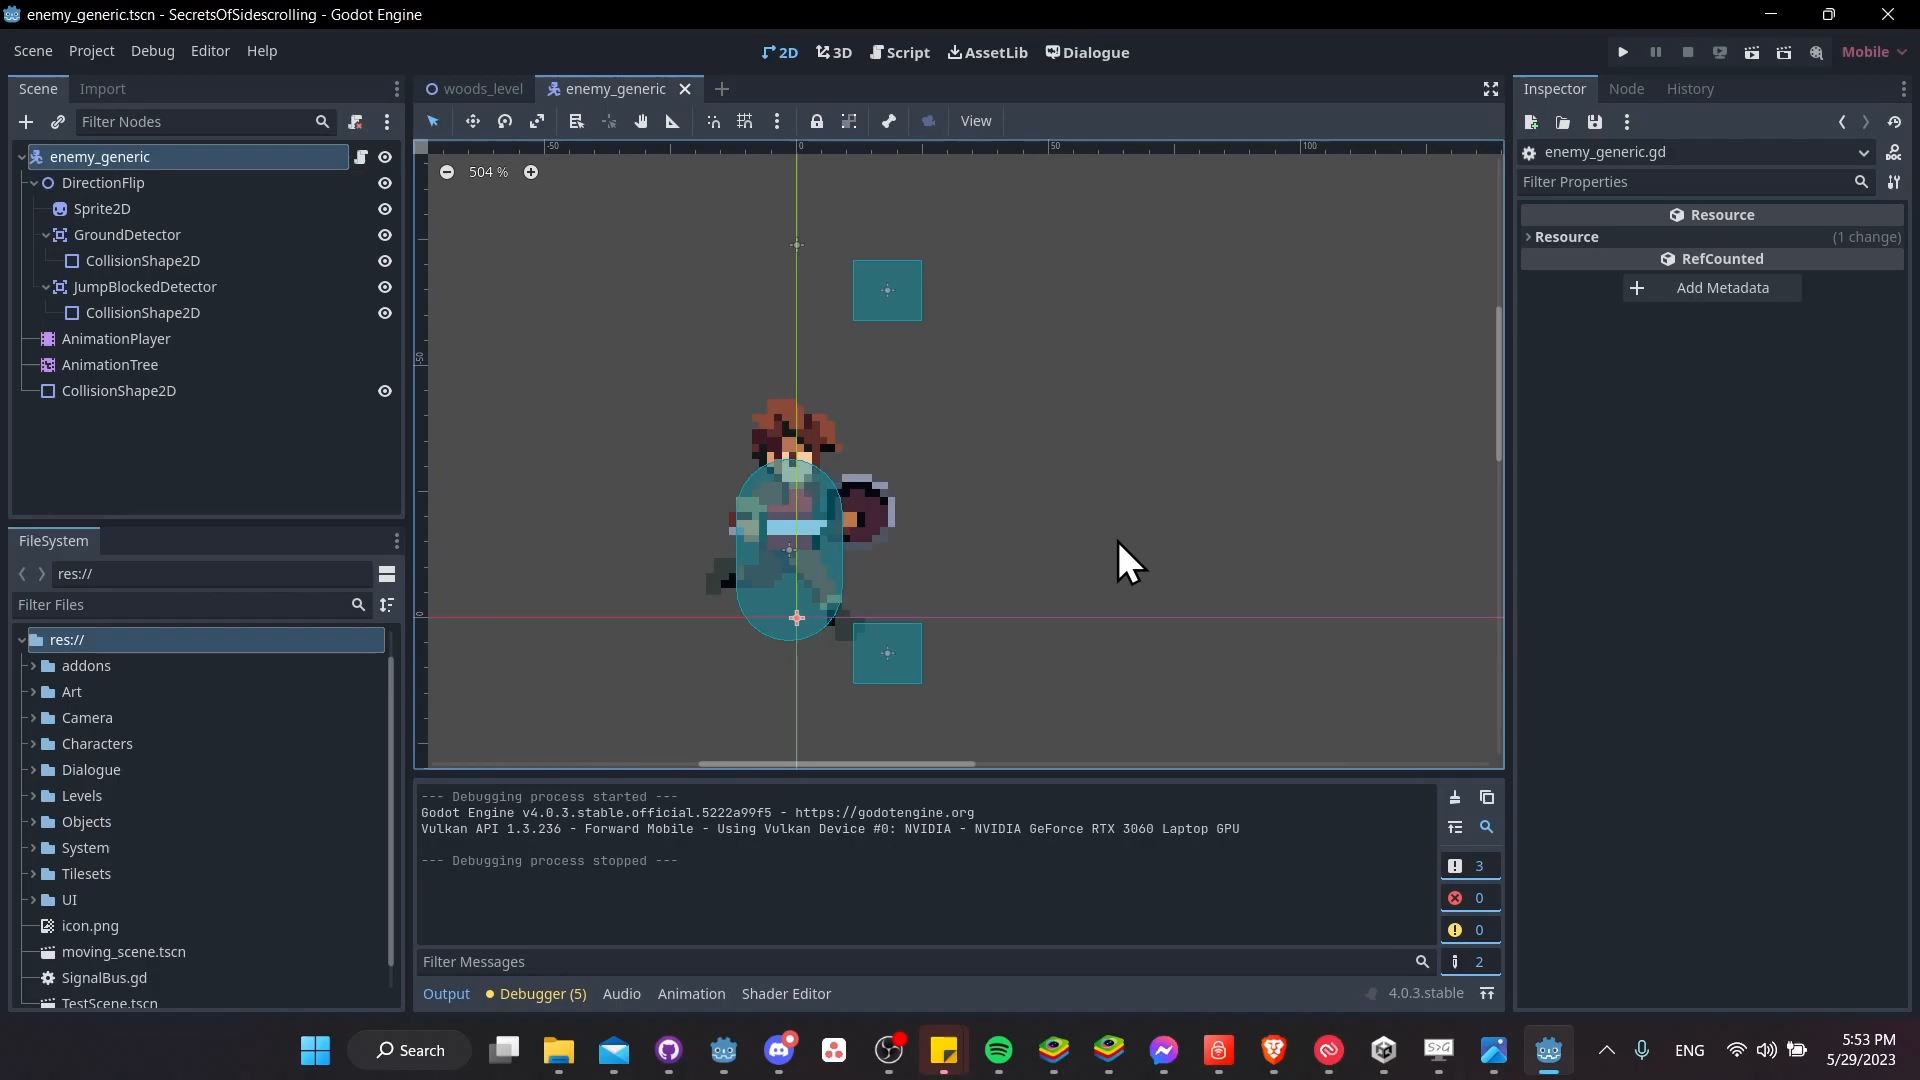 enemy_generic.tscn - SecretsOfSidescrolling - Godot Engine
Scene Project Debug Editor Help
2D 3D Script AssetLib Dialogue
Mobile
Scene Import
woods_level enemy_generic
Inspector Node History
Filter Nodes
View
enemy_generic
enemy_generic.gd
-50 0 50 100
504 %
DirectionFlip
Filter Properties
Sprite2D
Resource
GroundDetector
Resource (1 change)
CollisionShape2D
RefCounted
JumpBlockedDetector
Add Metadata
CollisionShape2D
AnimationPlayer
-50
AnimationTree
CollisionShape2D
FileSystem
res://
Filter Files
0
res://
addons
Art
Camera
Characters
Dialogue
Levels
Objects
System
Tilesets
UI
icon.png
moving_scene.tscn
SignalBus.gd
TestScene.tscn
--- Debugging process started ---
Godot Engine v4.0.3.stable.official.5222a99f5 - https://godotengine.org
Vulkan API 1.3.236 - Forward Mobile - Using Vulkan Device #0: NVIDIA - NVIDIA GeForce RTX 3060 Laptop GPU
--- Debugging process stopped ---
3
0
0
2
Filter Messages
Output Debugger (5) Audio Animation Shader Editor
4.0.3.stable
Search
S>G
ENG
5:53 PM
5/29/2023